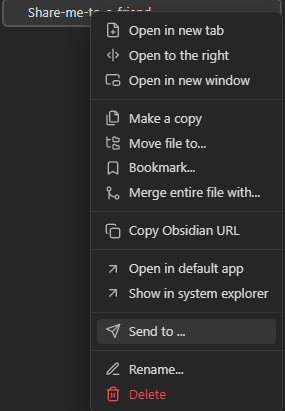 Share-me-to-a-friend
Open in new tab
Open to the right
Open in new window
Make a copy
Move file to...
Bookmark...
Merge entire file with...
Copy Obsidian URL
Open in default app
Show in system explorer
Send to ...
Rename...
Delete